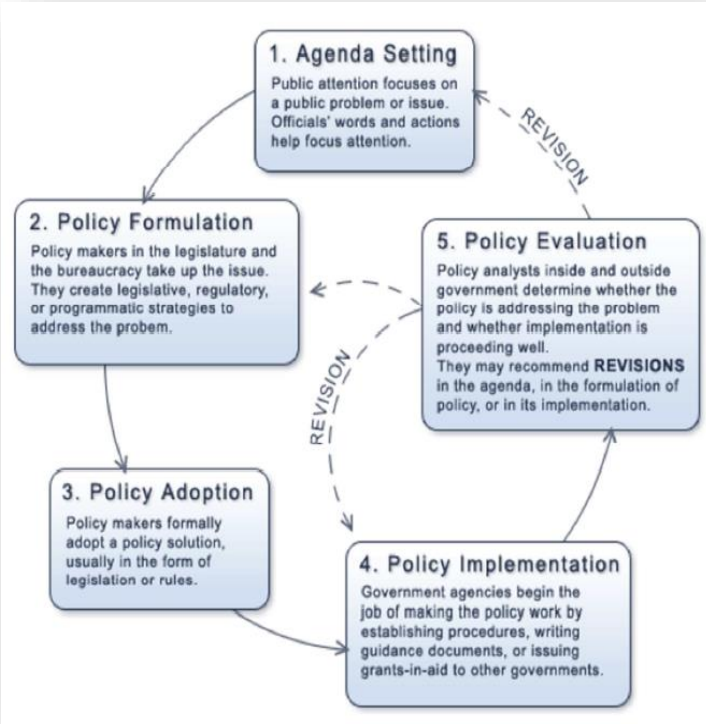 1. Agenda Setting
Public attention focuses on
a public problem or issue.
Officials' words and actions
help focus attention.
REVISION
2. Policy Formulation
Policy makers in the legislature and
the bureaucracy take up the issue.
They create legislative, regulatory,
or programmatic strategies to
address the probem.
5. Policy Evaluation
Policy analysts inside and outside
government determine whether the
policy is addressing the problem
and whether implementation is
proceeding well.
They may recommend REVISIONS
in the agenda, in the formulation of
policy, or in its implementation.
REVISION
3. Policy Adoption
Policy makers formally
adopt a policy solution,
usually in the form of
legislation or rules.
4. Policy Implementation
Government agencies begin the
job of making the policy work by
establishing procedures, writing
guidance documents, or issuing
grants-in-aid to other governments.